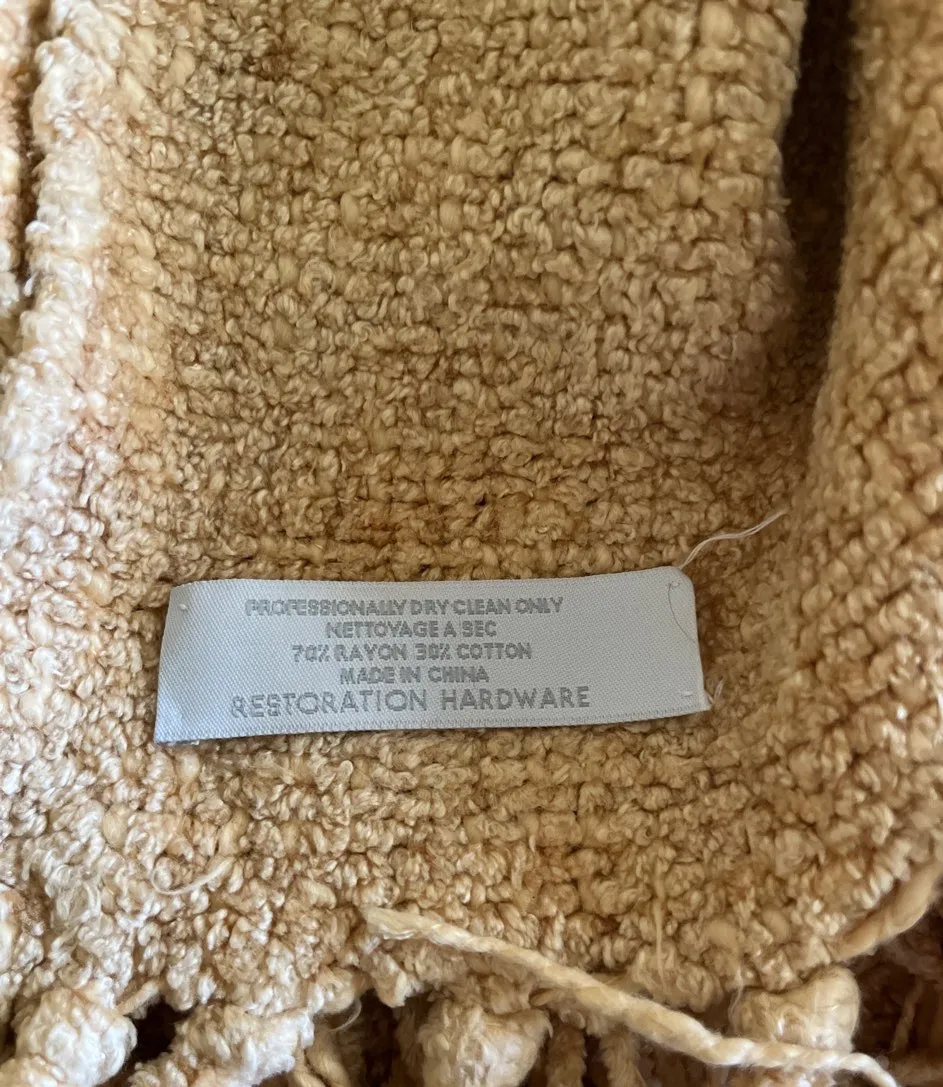 PROFESSIONALLY DRY CLEAN ONLY
NETTOYAGE A SEC
70% RAYON 30% COTTON
MADE IN CHINA
RESTORATION HARDWARE